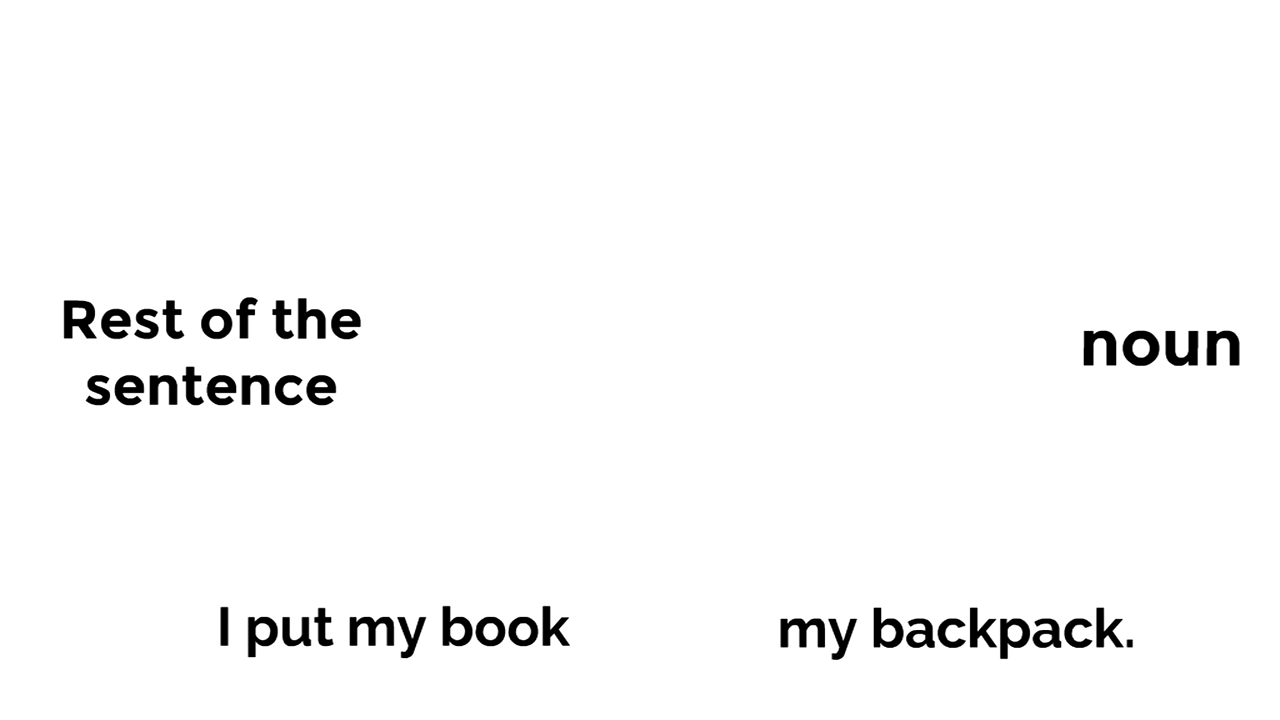 Rest of the
sentence
noun
I put my book
my backpack.